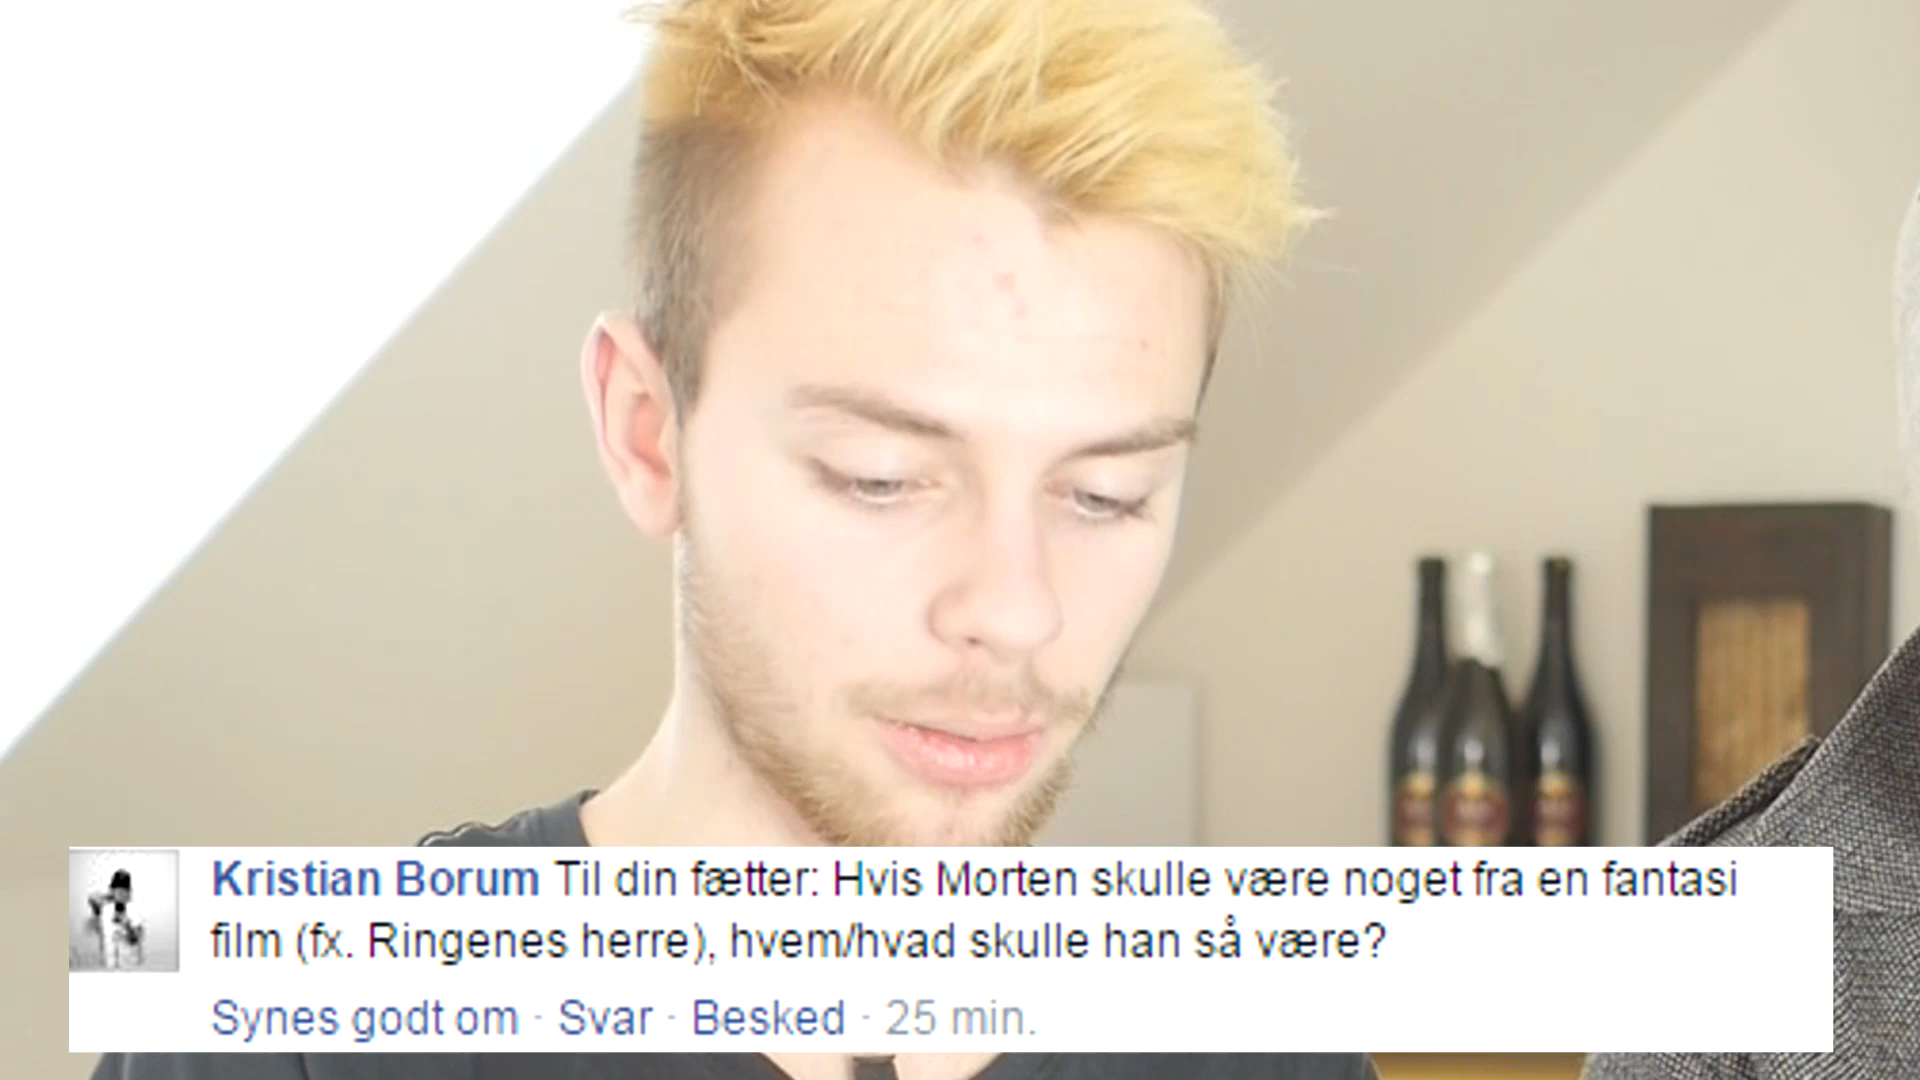 Kristian Borum Til din fætter: Hvis Morten skulle være noget fra en fantasi
film (fx. Ringenes herre), hvem/hvad skulle han så være?
Synes godt om · Svar · Besked · 25 min.